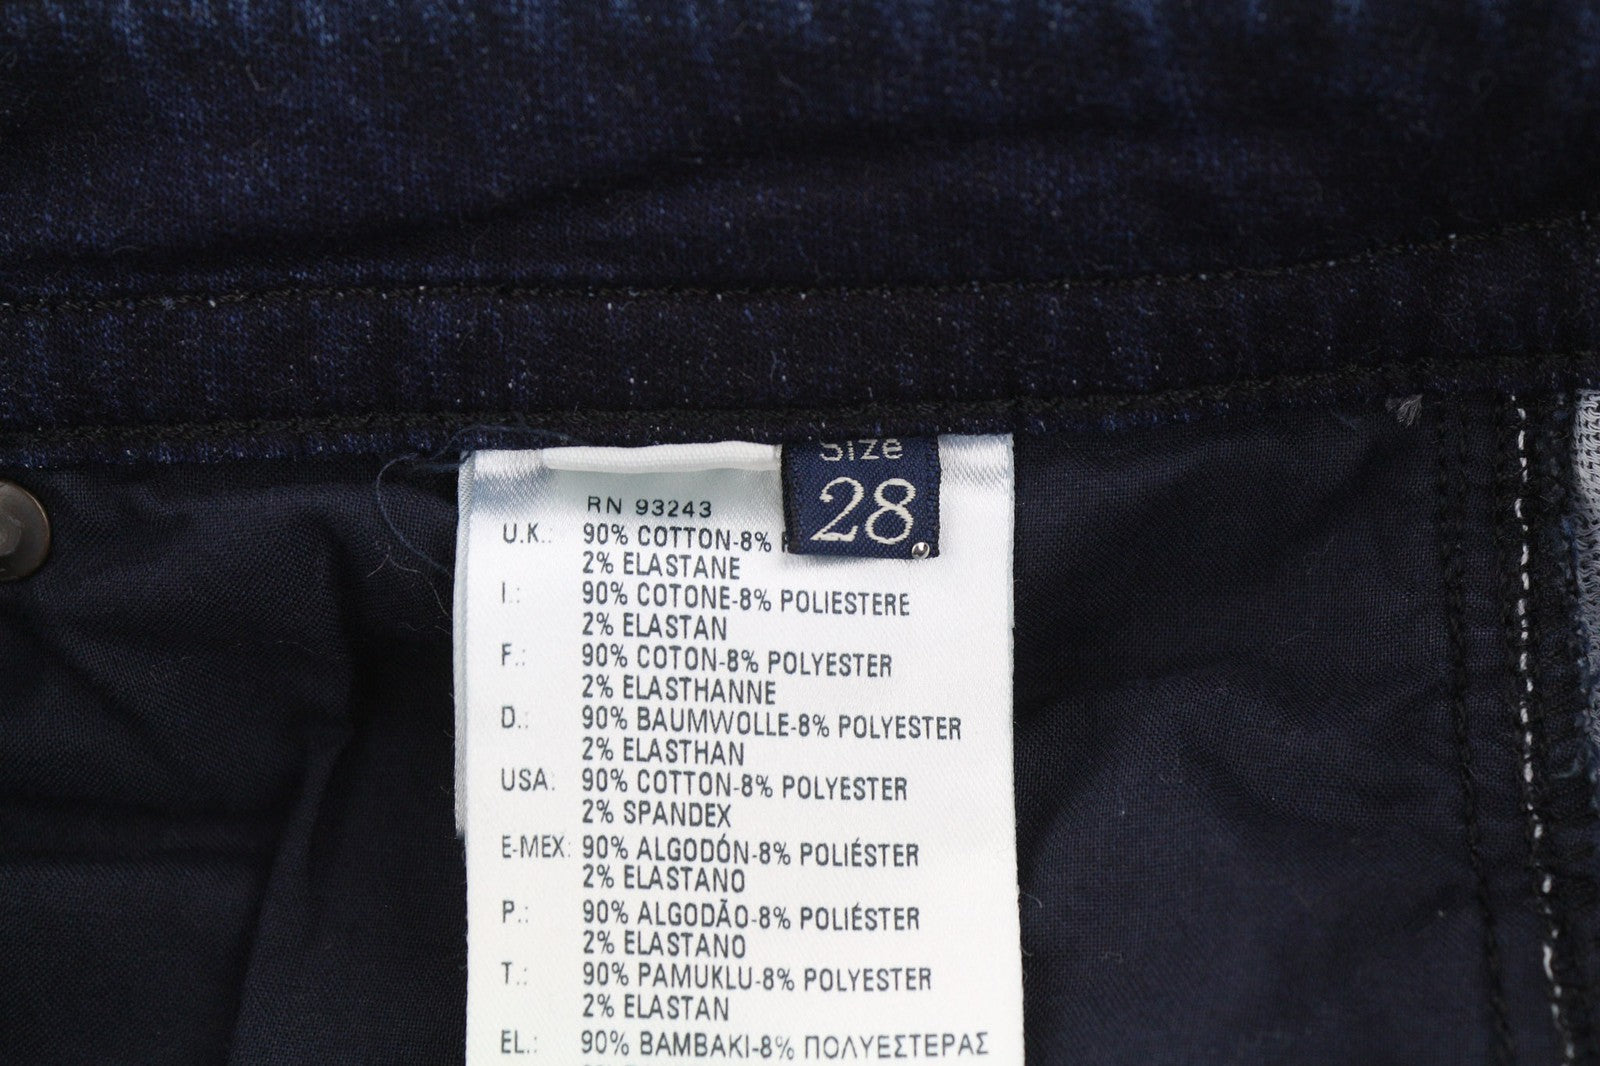 Size
28
RN 93243
U.K.: 90% COTTON-8%
2% ELASTANE
I.: 90% COTONE-8% POLIESTERE
2% ELASTAN
F.: 90% COTON-8% POLYESTER
2% ELASTHANNE
D.: 90% BAUMWOLLE-8% POLYESTER
2% ELASTHAN
USA: 90% COTTON-8% POLYESTER
2% SPANDEX
E-MEX: 90% ALGODÓN-8% POLIÉSTER
2% ELASTANO
P.: 90% ALGODÃO-8% POLIÉSTER
2% ELASTANO
T.: 90% PAMUKLU-8% POLYESTER
2% ELASTAN
EL.: 90% ΒΑΜΒΑΚΙ-8% ΠΟΛΥΕΣΤΕΡΑΣ